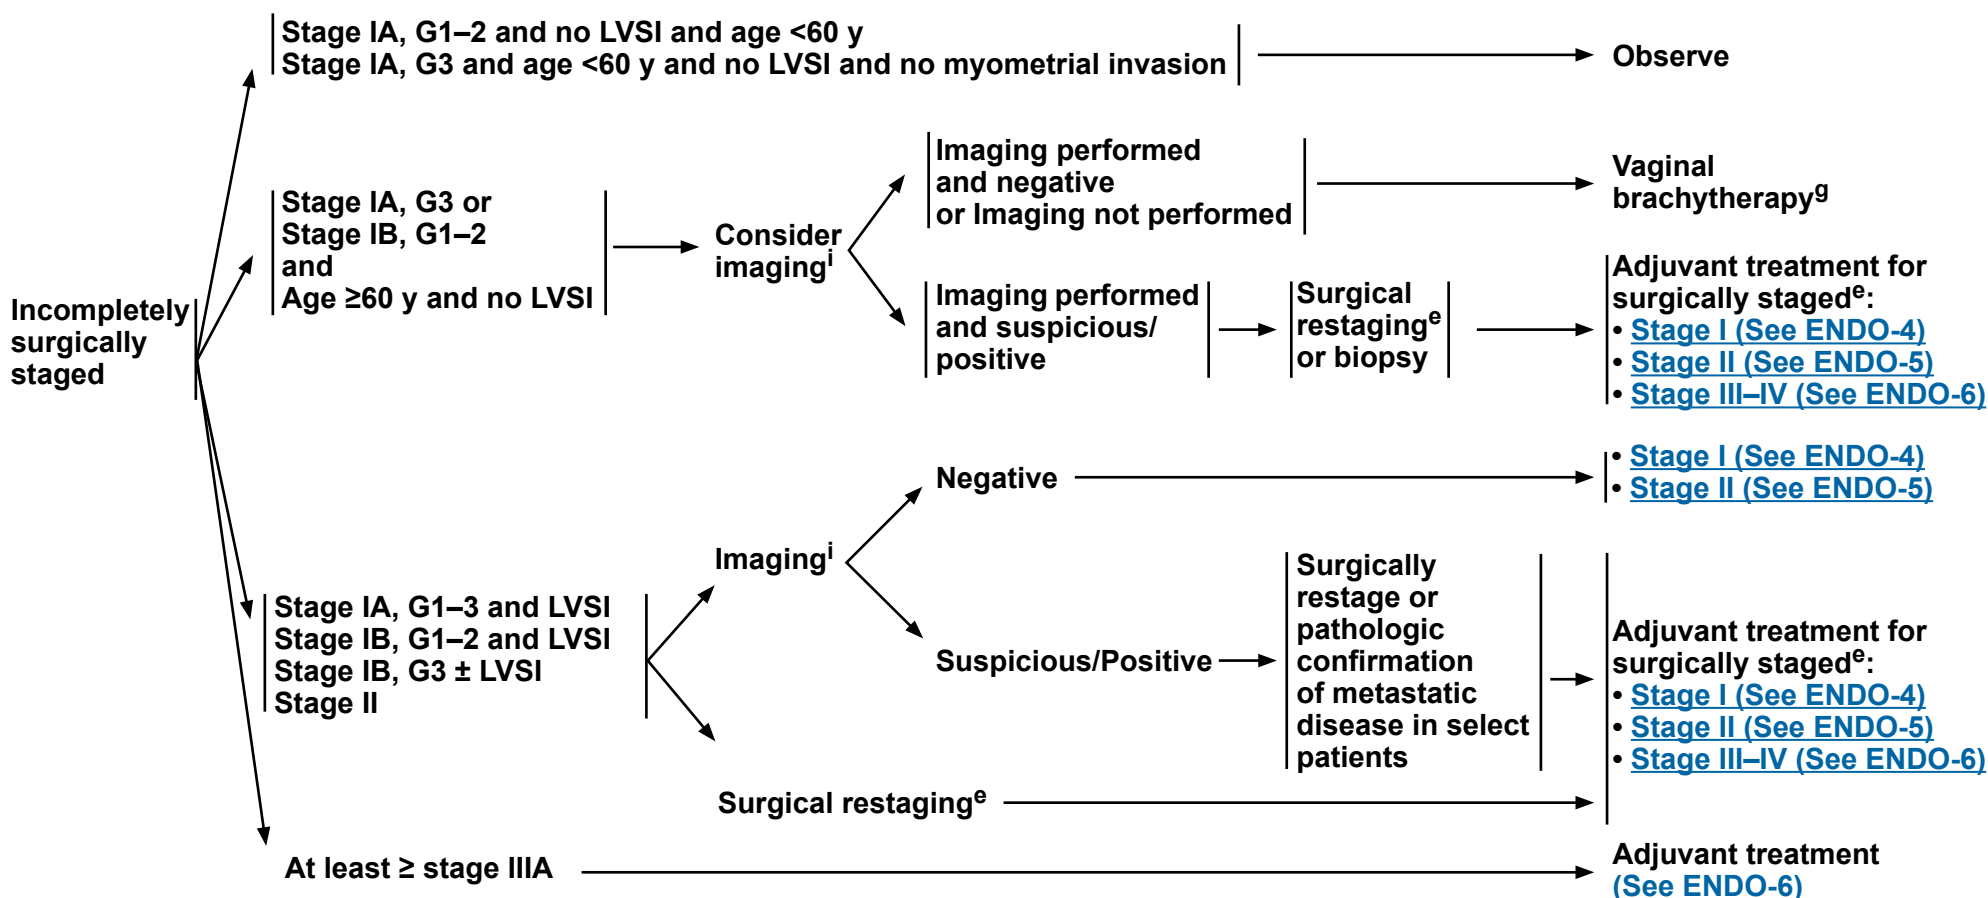 Incompletely
surgically
staged
Stage IA, G1–2 and no LVSI and age <60 y
Stage IA, G3 and age <60 y and no LVSI and no myometrial invasion
Observe
Stage IA, G3 or
Stage IB, G1–2
and
Age ≥60 y and no LVSI
Consider
imagingⁱ
Imaging performed
and negative
or Imaging not performed
Vaginal
brachytherapyᵍ
Imaging performed
and suspicious/
positive
Surgical
restagingᵉ
or biopsy
Adjuvant treatment for
surgically stagedᵉ:
• Stage I (See ENDO-4)
• Stage II (See ENDO-5)
• Stage III–IV (See ENDO-6)
Stage IA, G1–3 and LVSI
Stage IB, G1–2 and LVSI
Stage IB, G3 ± LVSI
Stage II
Imagingⁱ
Negative
• Stage I (See ENDO-4)
• Stage II (See ENDO-5)
Suspicious/Positive
Surgically
restage or
pathologic
confirmation
of metastatic
disease in select
patients
Adjuvant treatment for
surgically stagedᵉ:
• Stage I (See ENDO-4)
• Stage II (See ENDO-5)
• Stage III–IV (See ENDO-6)
Surgical restagingᵉ
At least ≥ stage IIIA
Adjuvant treatment
(See ENDO-6)